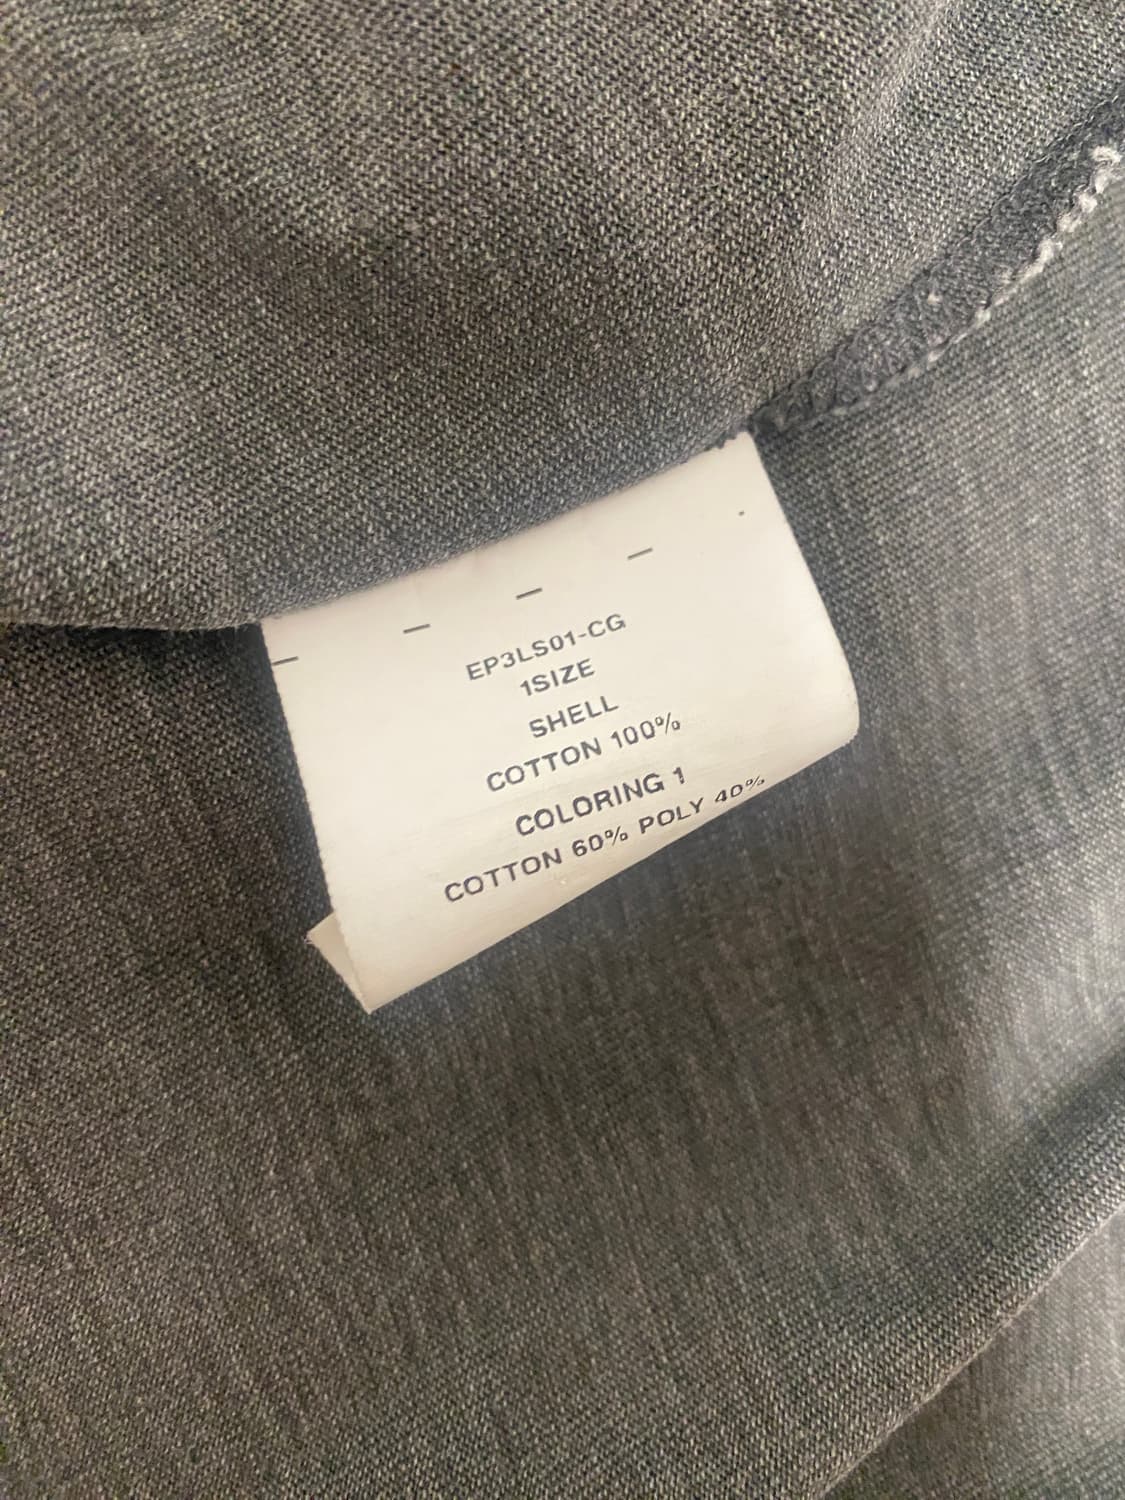 EP3LS01-CG
1SIZE
SHELL
COTTON 100%
COLORING 1
COTTON 60% POLY 40%